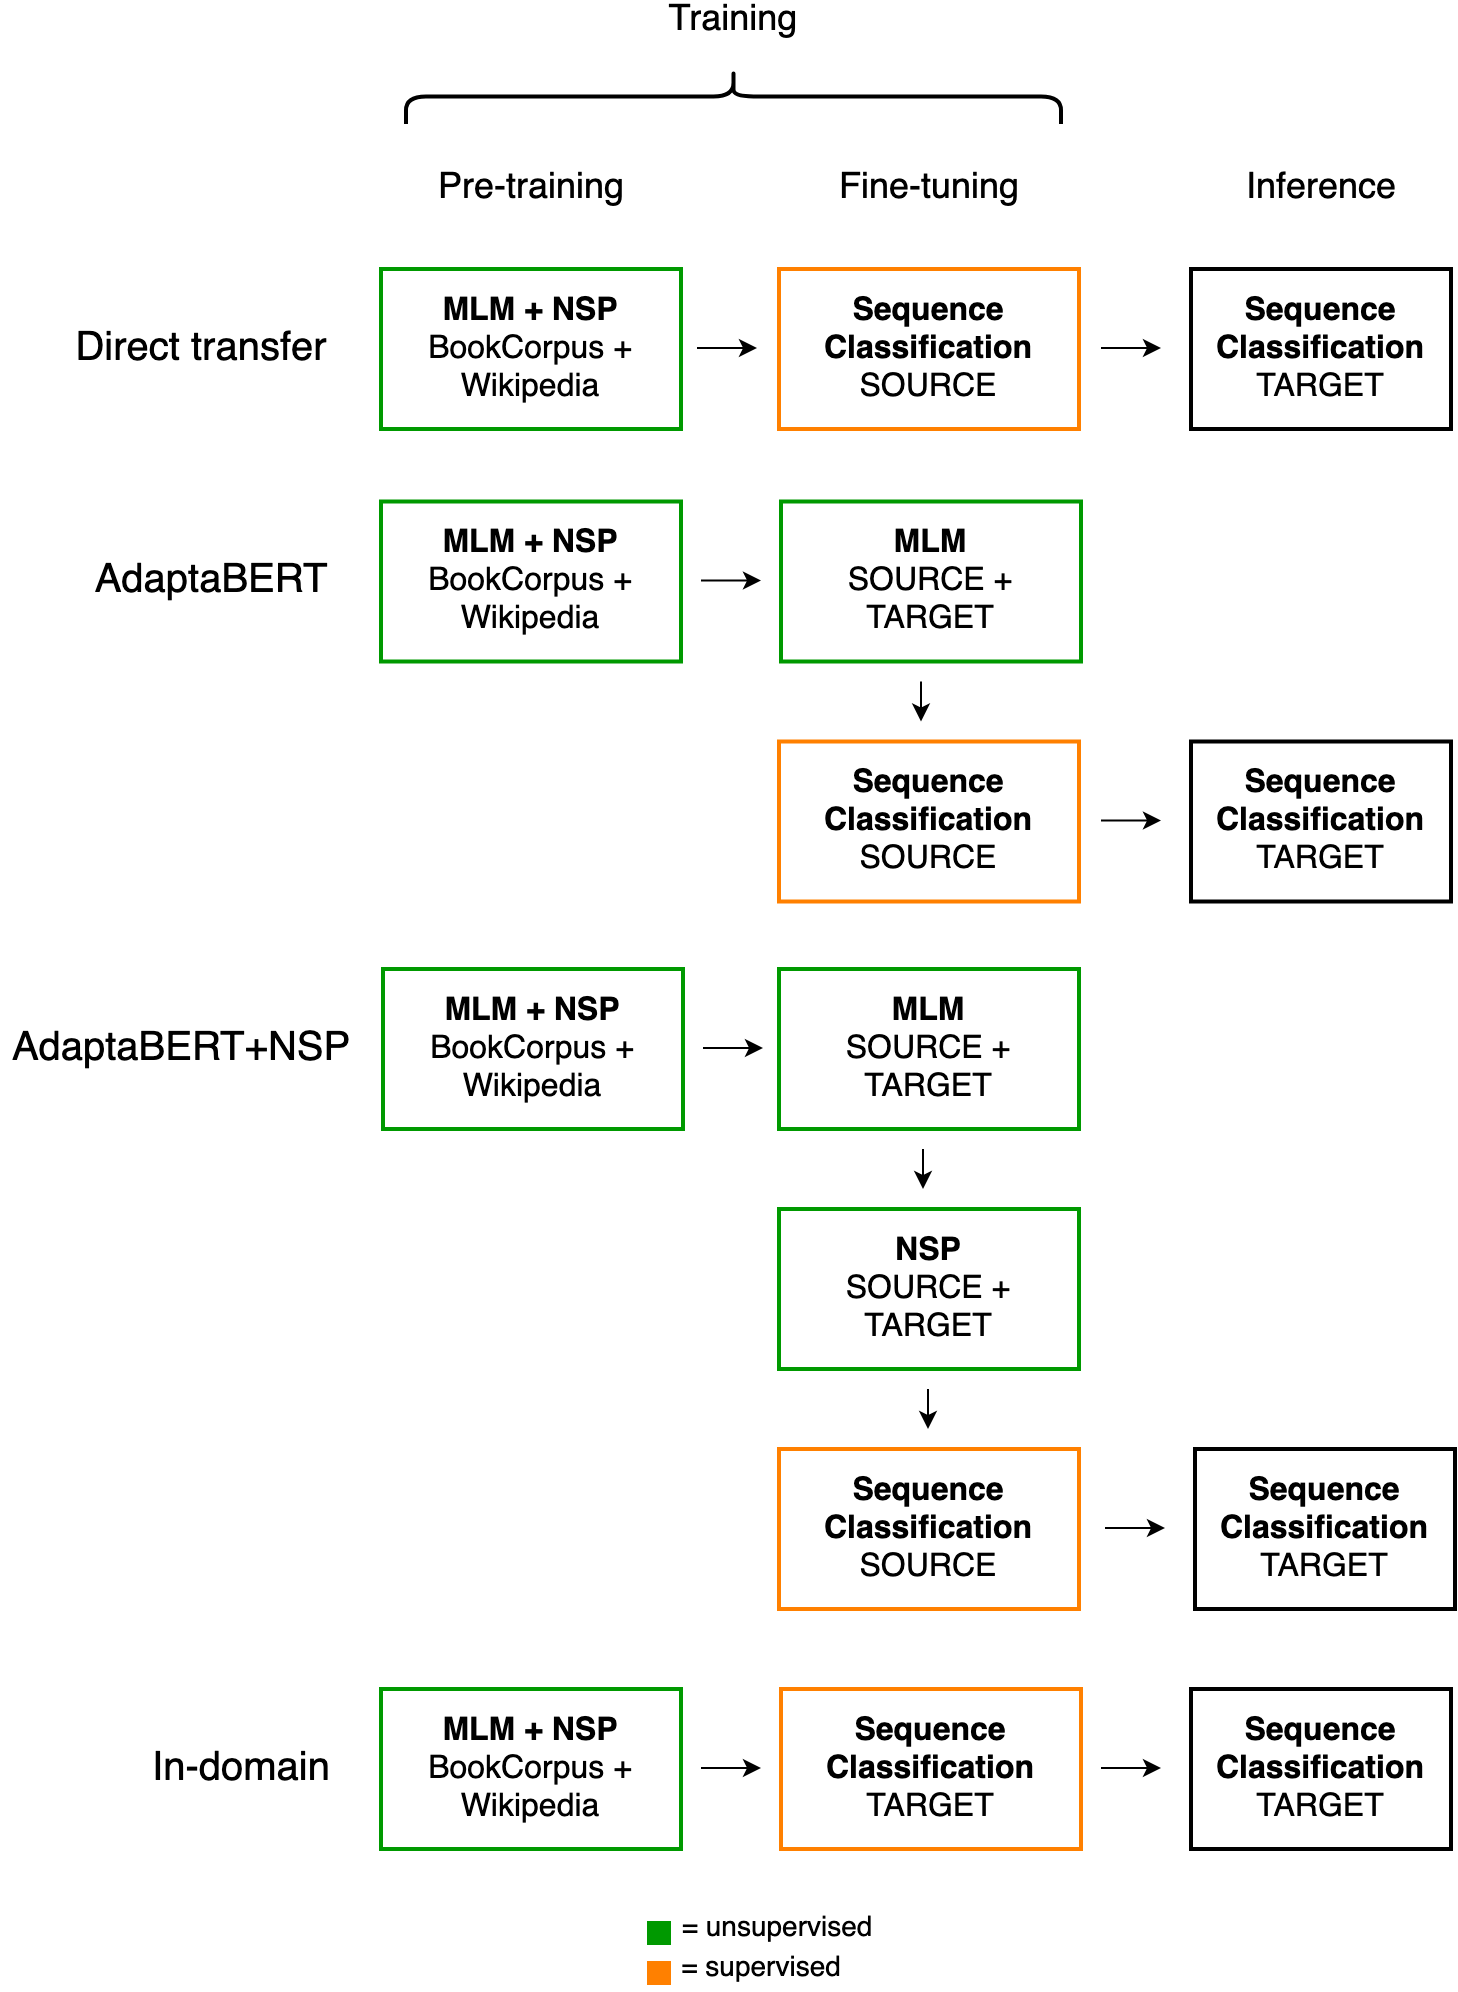 Training
Pre-training
Fine-tuning
Inference
Direct transfer
MLM + NSP
BookCorpus +
Wikipedia
Sequence
Classification
SOURCE
Sequence
Classification
TARGET
AdaptaBERT
MLM + NSP
BookCorpus +
Wikipedia
MLM
SOURCE +
TARGET
Sequence
Classification
SOURCE
Sequence
Classification
TARGET
AdaptaBERT+NSP
MLM + NSP
BookCorpus +
Wikipedia
MLM
SOURCE +
TARGET
NSP
SOURCE +
TARGET
Sequence
Classification
SOURCE
Sequence
Classification
TARGET
In-domain
MLM + NSP
BookCorpus +
Wikipedia
Sequence
Classification
TARGET
Sequence
Classification
TARGET
= unsupervised
= supervised